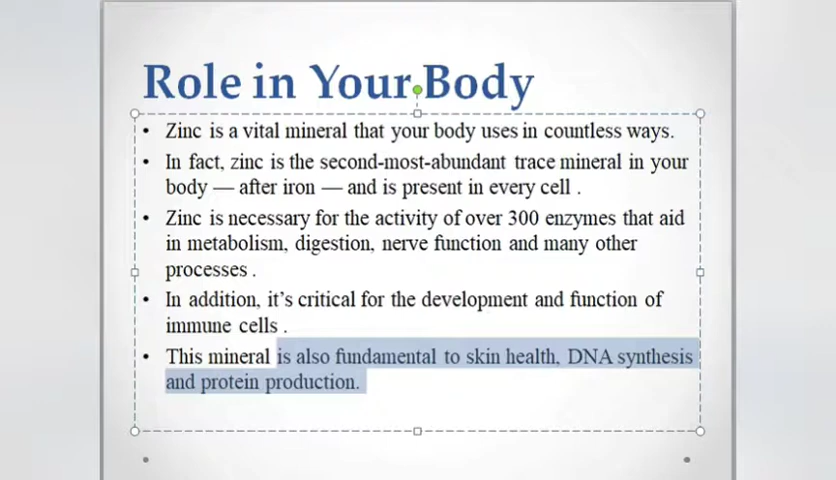 Role in Your Body
• Zinc is a vital mineral that your body uses in countless ways.
• In fact, zinc is the second-most-abundant trace mineral in your
body — after iron — and is present in every cell .
• Zinc is necessary for the activity of over 300 enzymes that aid
in metabolism, digestion, nerve function and many other
processes .
• In addition, it’s critical for the development and function of
immune cells .
• This mineral is also fundamental to skin health, DNA synthesis
and protein production.